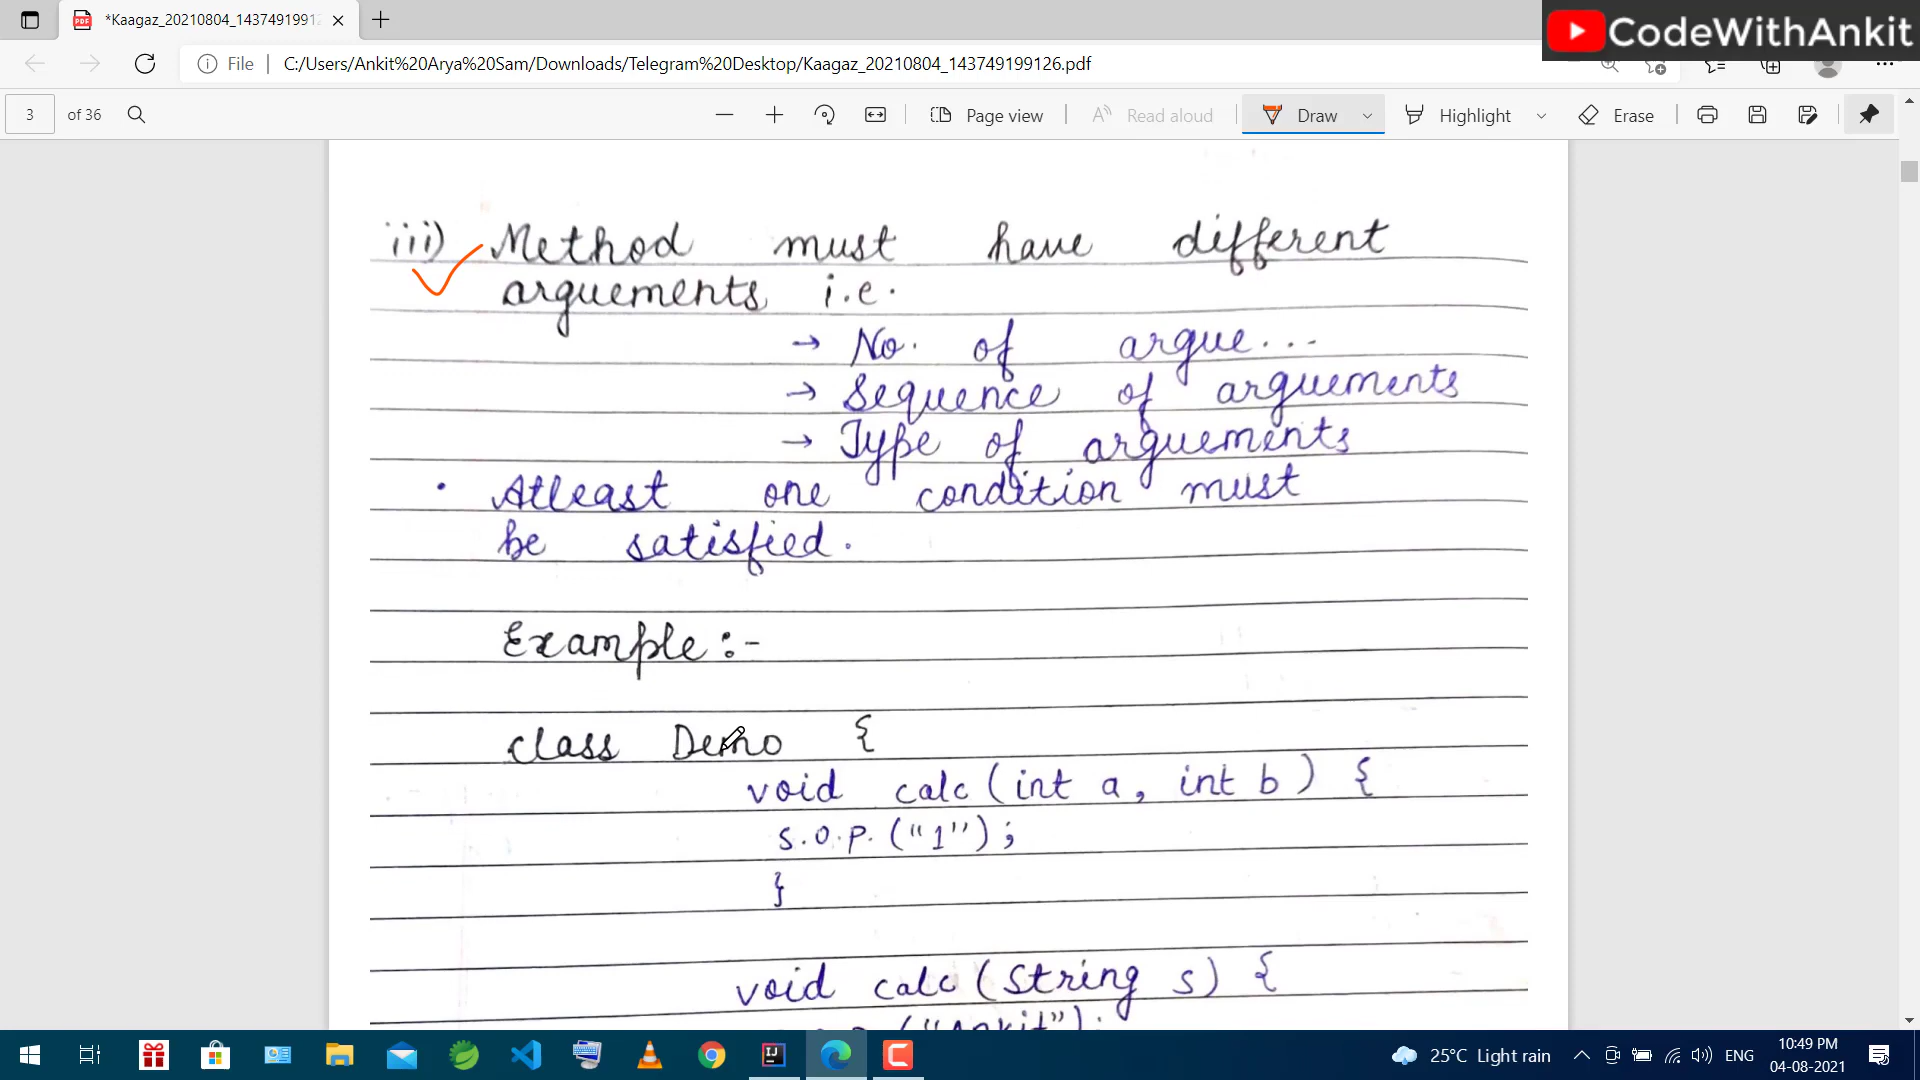 *Kaagaz_20210804_14374919912
CodeWithAnkit
File
C:/Users/Ankit%20Arya%20Sam/Downloads/Telegram%20Desktop/Kaagaz_20210804_143749199126.pdf
3 of 36
Page view
Read aloud
Draw
Highlight
Erase
iii) Method must have different
arguements i.e.
→ No. of argue...
→ Sequence of arguements
→ Type of arguements
• Atleast one condition must
be satisfied.
Example:-
class Demo {
void calc (int a, int b) {
S.O.P. ("1");
}
void calc (String s) {
("Ankit");
25°C Light rain
ENG
10:49 PM
04-08-2021